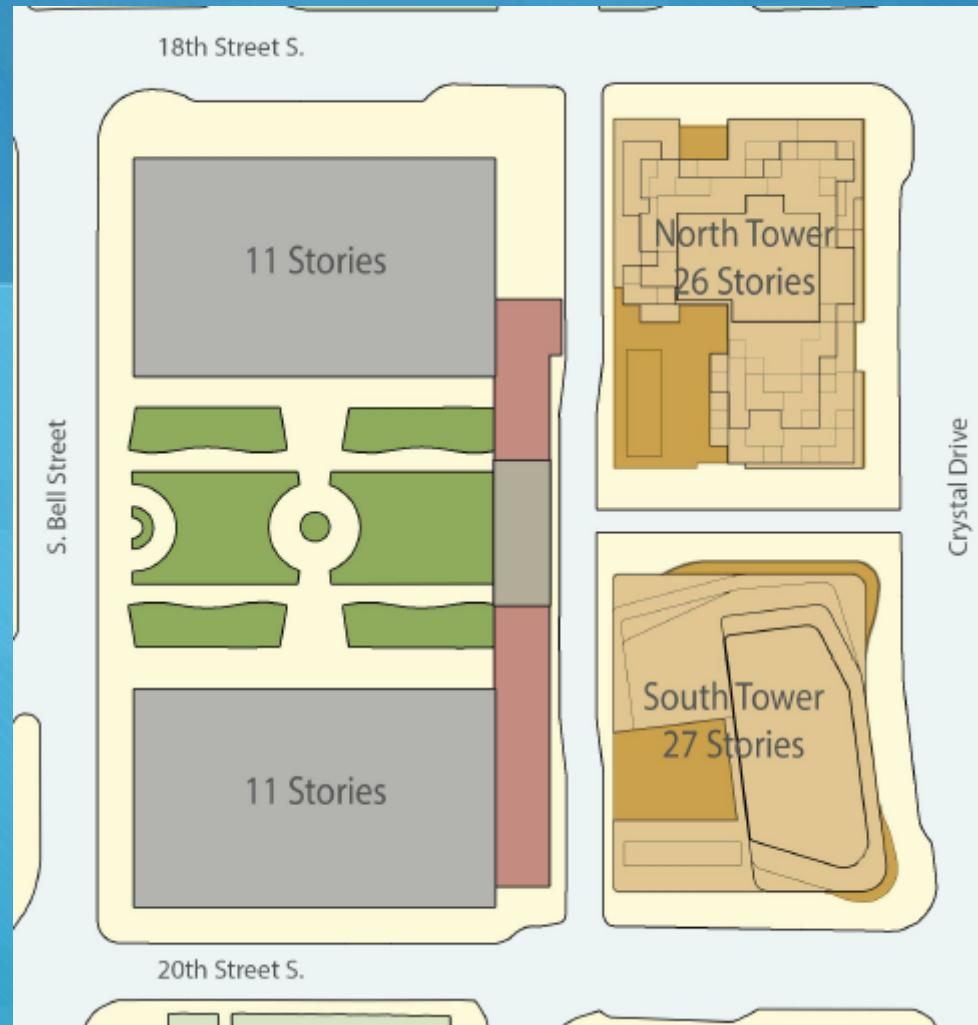 18th Street S.
11 Stories
North Tower
26 Stories
S. Bell Street
Crystal Drive
South Tower
27 Stories
11 Stories
20th Street S.